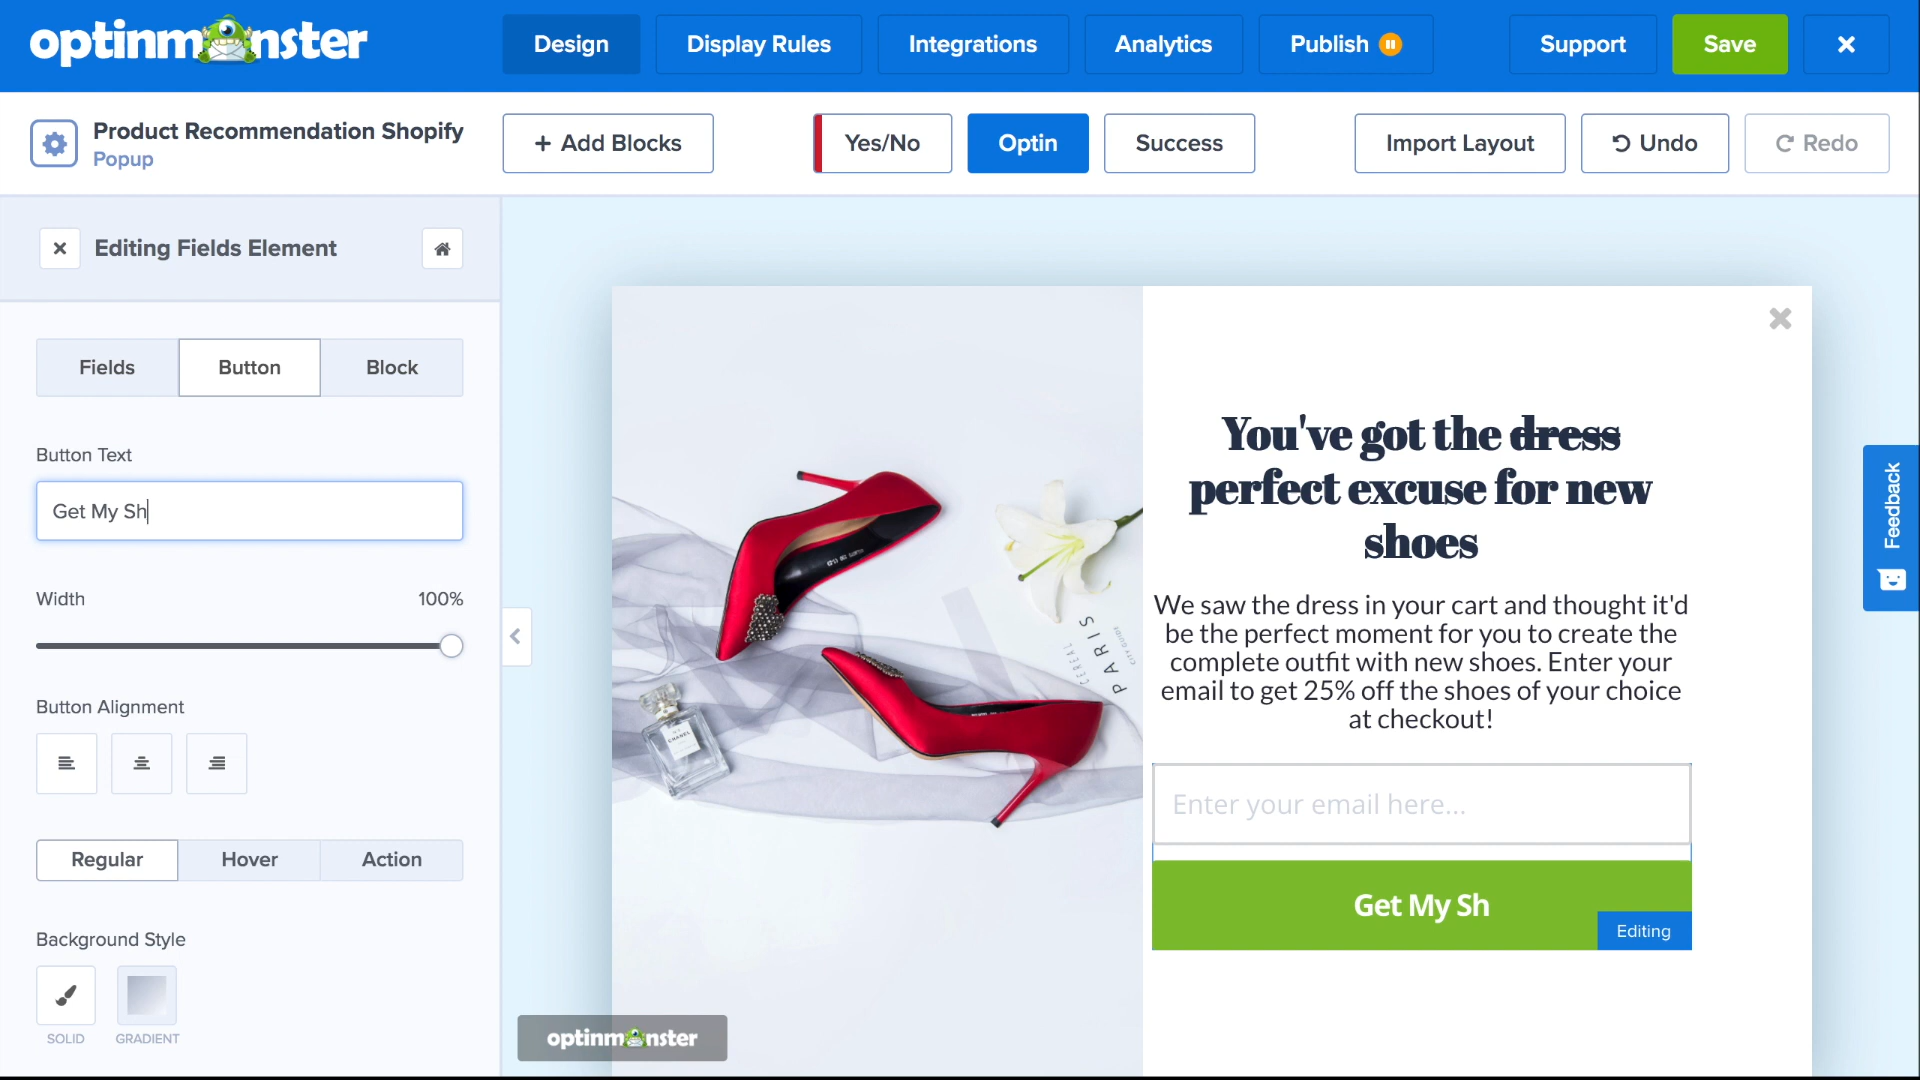 optinmonster
Design
Display Rules
Integrations
Analytics
Publish
Support
Save
Product Recommendation Shopify
Popup
+ Add Blocks
Yes/No
Optin
Success
Import Layout
Undo
Redo
Editing Fields Element
Fields
Button
Block
Button Text
Get My Sh
Width
100%
Button Alignment
Regular
Hover
Action
Background Style
SOLID
GRADIENT
You've got the dress
perfect excuse for new
shoes
We saw the dress in your cart and thought it'd
be the perfect moment for you to create the
complete outfit with new shoes. Enter your
email to get 25% off the shoes of your choice
at checkout!
Enter your email here...
Get My Sh
Editing
CEREAL
PARIS
CITY GUIDE
CHANEL
optinmonster
Feedback